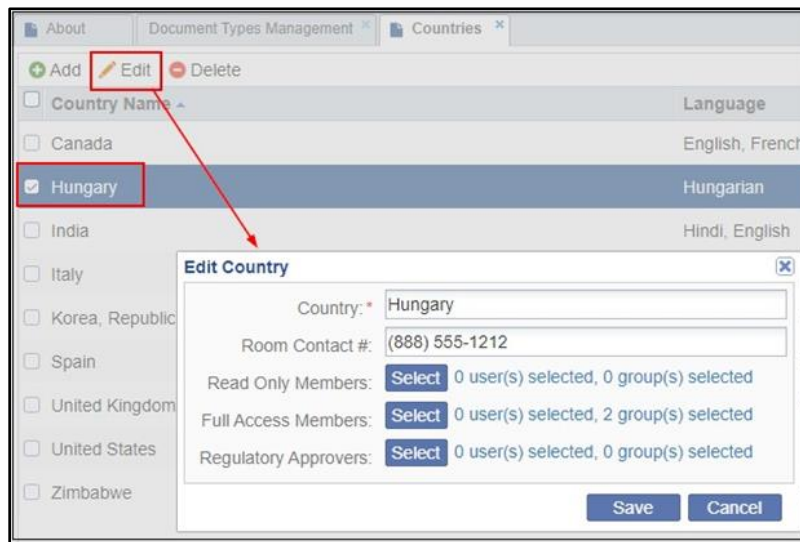 About Document Types Management Countries
Add Edit Delete
Country Name Language
Canada English, French
Hungary Hungarian
India Hindi, English
Italy
Korea, Republic
Spain
United Kingdom
United States
Zimbabwe
Edit Country
Country: * Hungary
Room Contact #: (888) 555-1212
Read Only Members: Select 0 user(s) selected, 0 group(s) selected
Full Access Members: Select 0 user(s) selected, 2 group(s) selected
Regulatory Approvers: Select 0 user(s) selected, 0 group(s) selected
Save Cancel